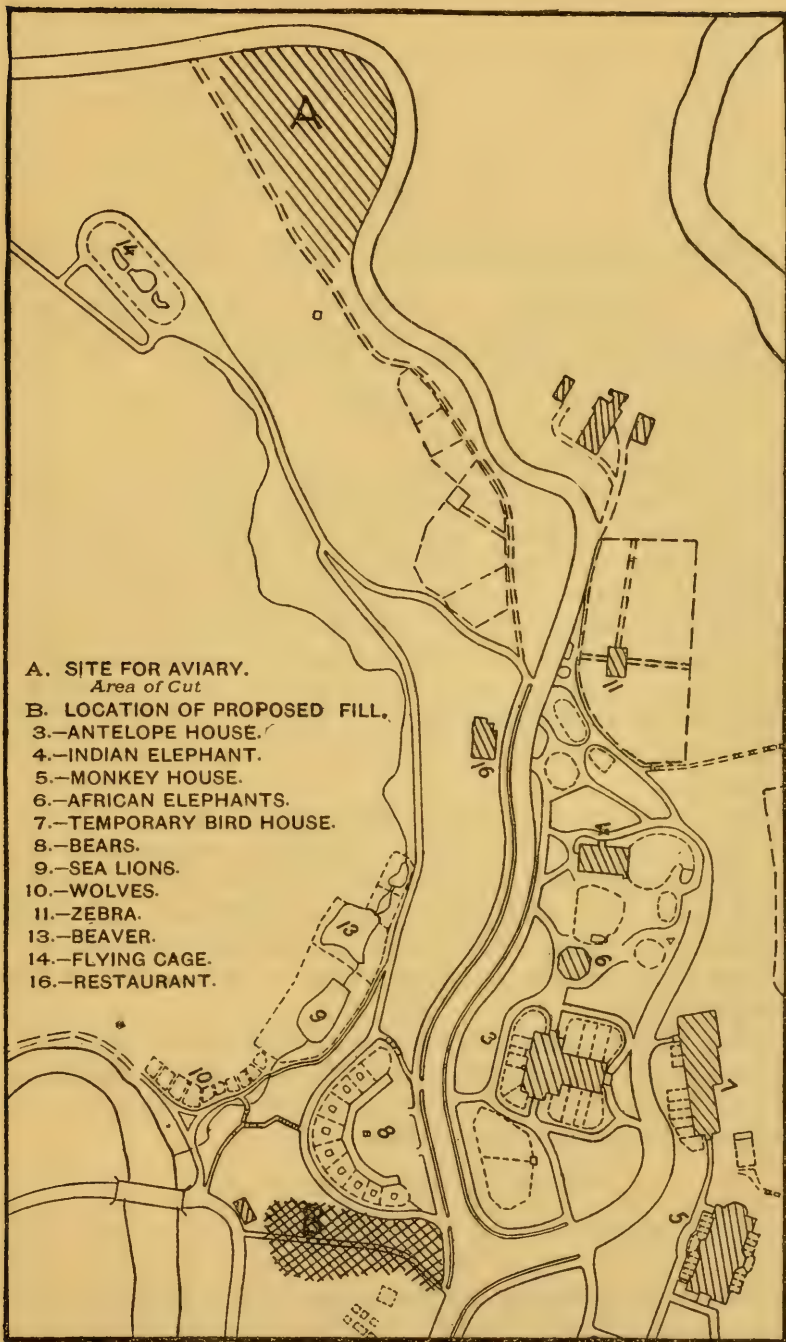 A
14
11
16
A. SITE FOR AVIARY.
Area of Cut
B. LOCATION OF PROPOSED FILL.
3.—ANTELOPE HOUSE.
4.—INDIAN ELEPHANT.
5.—MONKEY HOUSE.
6.—AFRICAN ELEPHANTS.
7.—TEMPORARY BIRD HOUSE.
8.—BEARS.
9.—SEA LIONS.
10.—WOLVES.
11.—ZEBRA.
13.—BEAVER.
14.—FLYING CAGE.
16.—RESTAURANT.
4
13
6
9
3
10
7
8
5
B